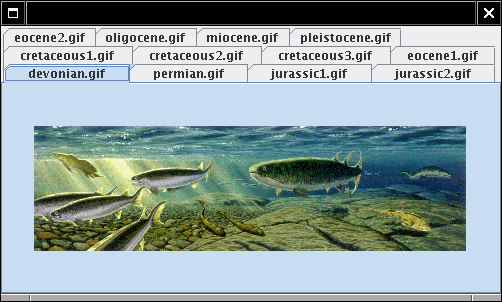 eocene2.gif oligocene.gif miocene.gif pleistocene.gif
cretaceous1.gif cretaceous2.gif cretaceous3.gif eocene1.gif
devonian.gif permian.gif jurassic1.gif jurassic2.gif